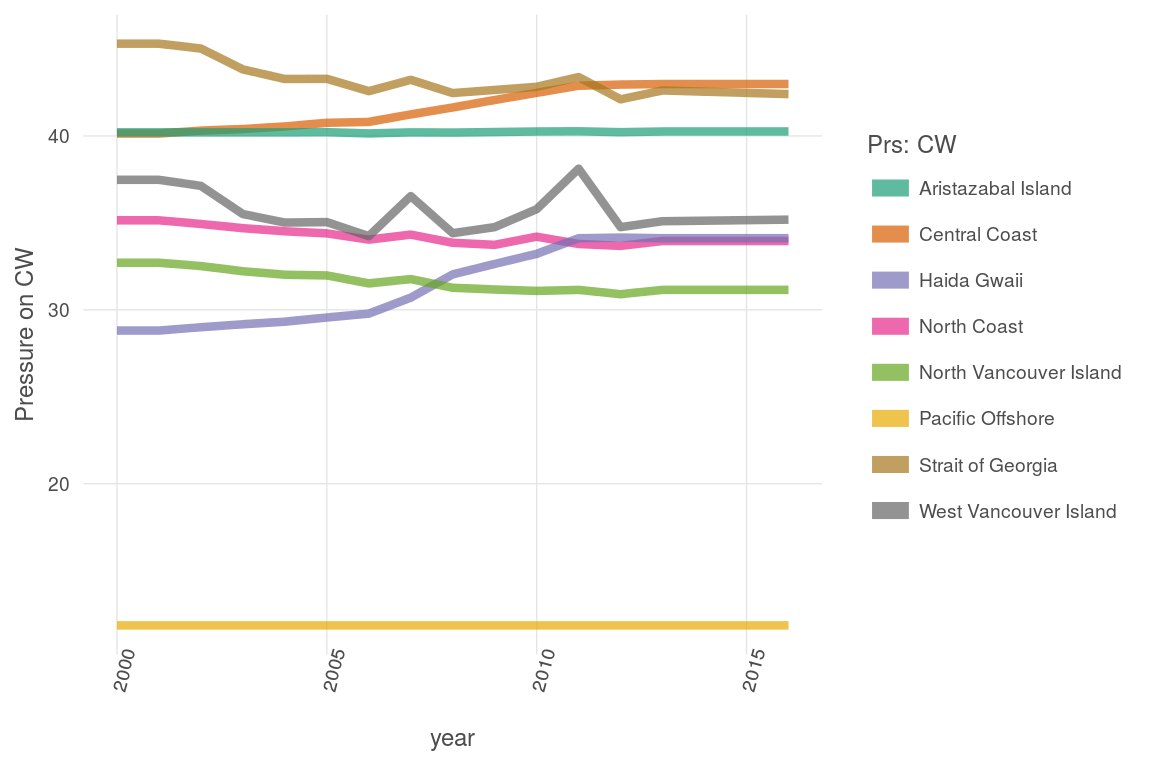 Pressure on CW
40
30
20
2000
2005
2010
2015
year
Prs: CW
Aristazabal Island
Central Coast
Haida Gwaii
North Coast
North Vancouver Island
Pacific Offshore
Strait of Georgia
West Vancouver Island